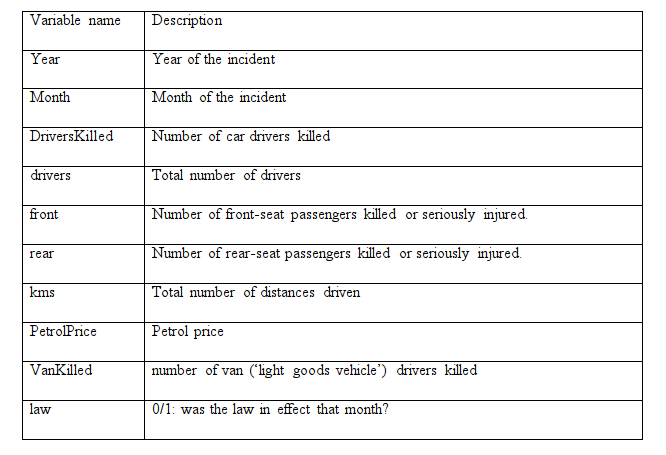 Variable name Description
Year Year of the incident
Month Month of the incident
DriversKilled Number of car drivers killed
drivers Total number of drivers
front Number of front-seat passengers killed or seriously injured.
rear Number of rear-seat passengers killed or seriously injured.
kms Total number of distances driven
PetrolPrice Petrol price
VanKilled number of van (‘light goods vehicle’) drivers killed
law 0/1: was the law in effect that month?